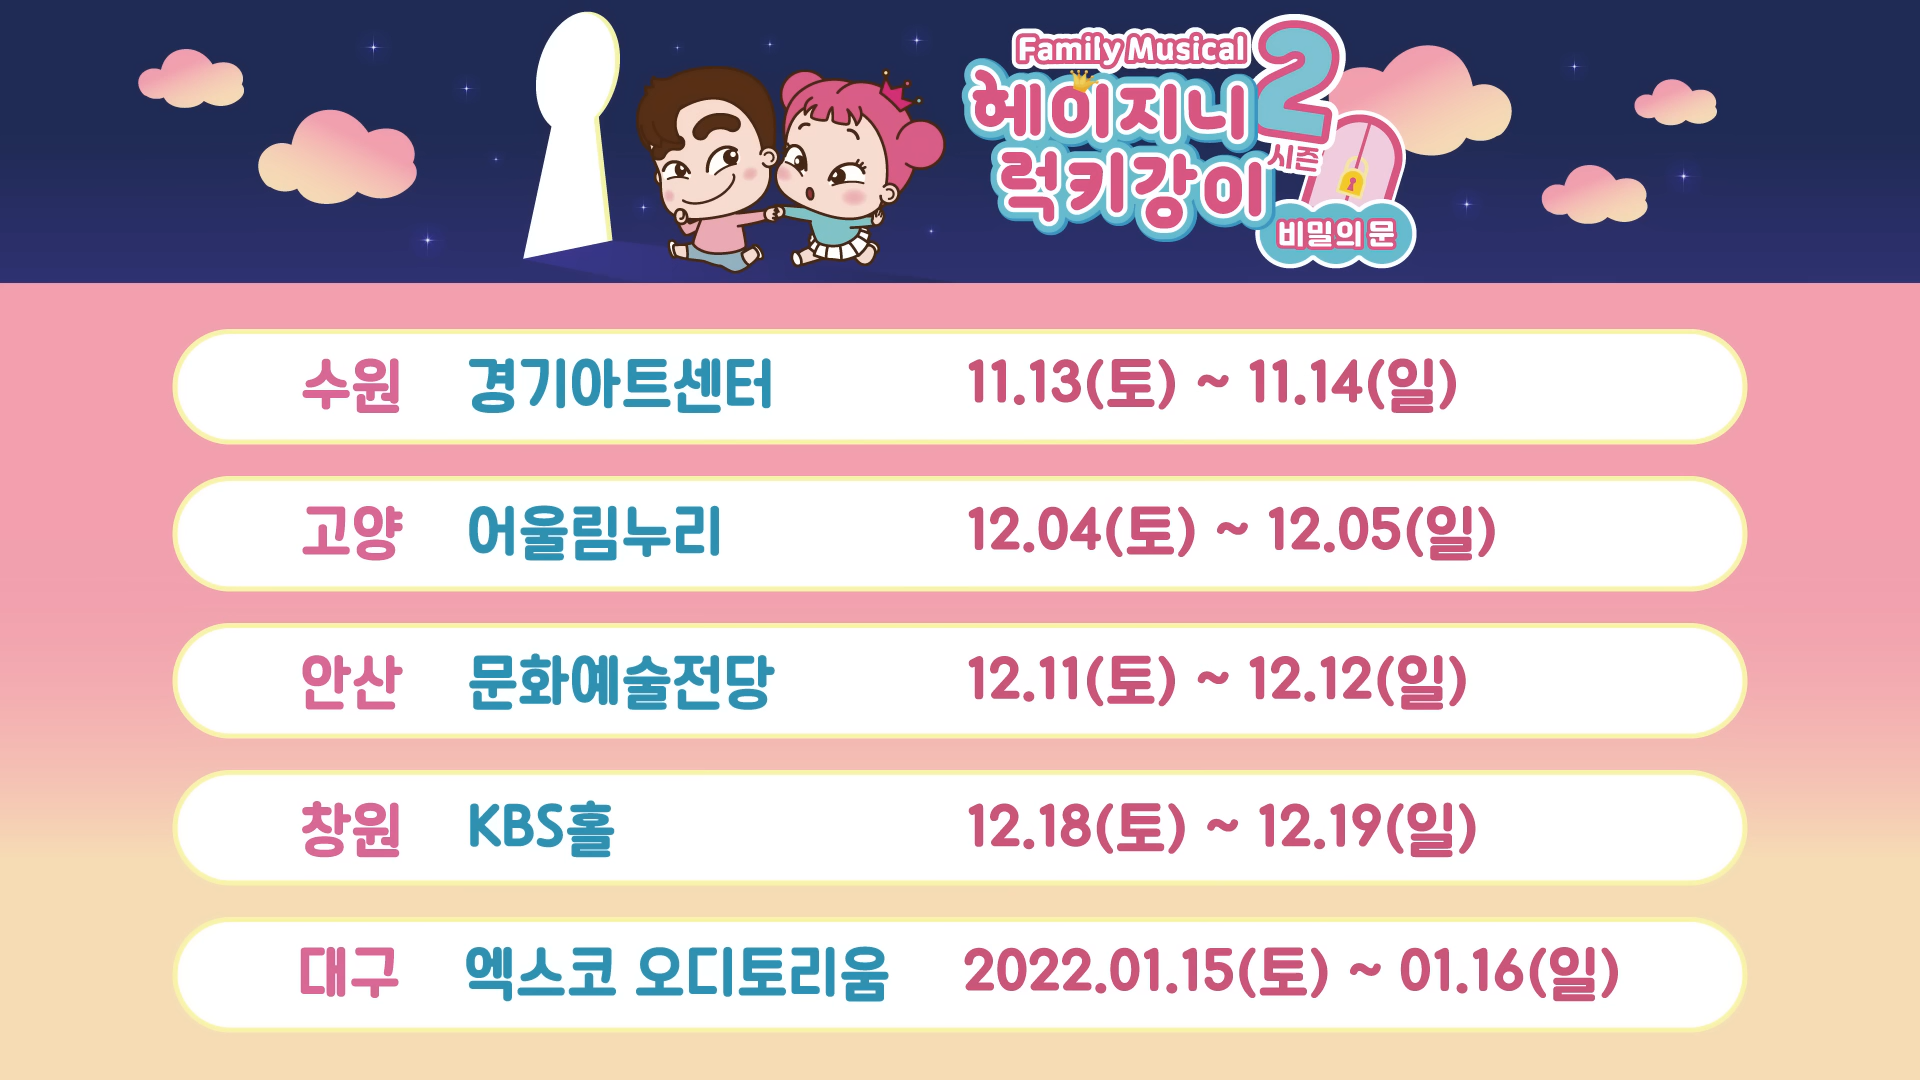 Family Musical
헤이지니
럭키강이
2
시즌
비밀의 문
수원 경기아트센터 11.13(토) ~ 11.14(일)
고양 어울림누리 12.04(토) ~ 12.05(일)
안산 문화예술전당 12.11(토) ~ 12.12(일)
창원 KBS홀 12.18(토) ~ 12.19(일)
대구 엑스코 오디토리움 2022.01.15(토) ~ 01.16(일)